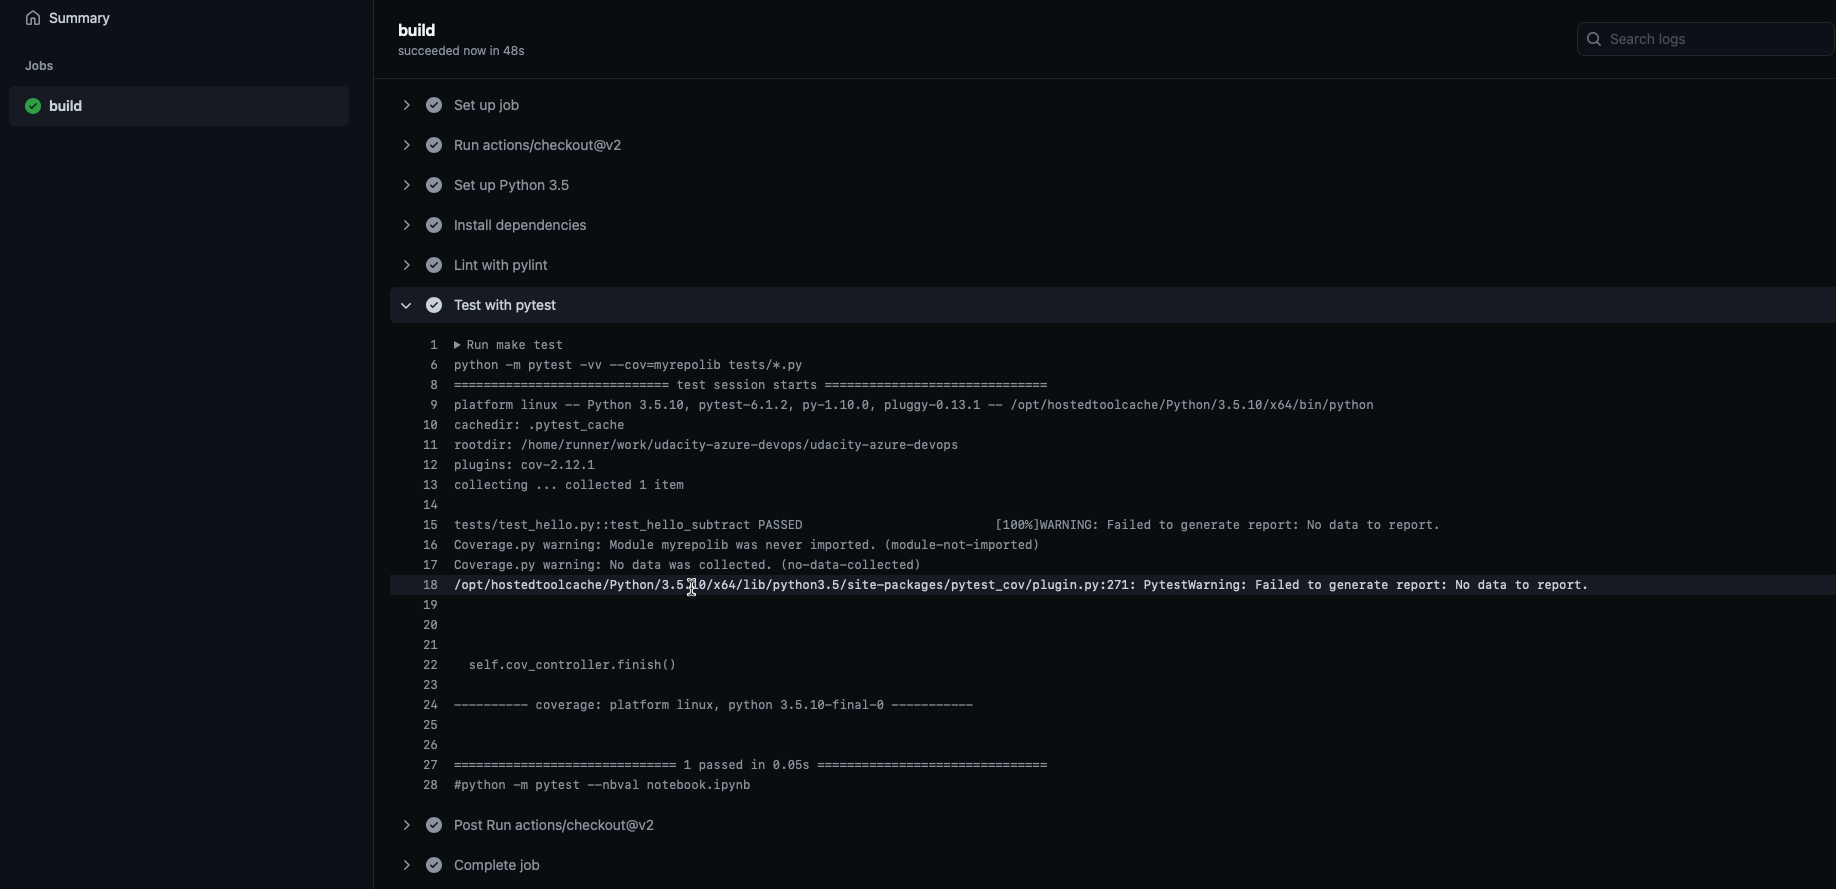 Summary
Jobs
build
build
succeeded now in 48s
Search logs
Set up job
Run actions/checkout@v2
Set up Python 3.5
Install dependencies
Lint with pylint
Test with pytest
1 Run make test
6 python -m pytest -vv --cov=myrepolib tests/*.py
8 ============================= test session starts ==============================
9 platform linux -- Python 3.5.10, pytest-6.1.2, py-1.10.0, pluggy-0.13.1 -- /opt/hostedtoolcache/Python/3.5.10/x64/bin/python
10 cachedir: .pytest_cache
11 rootdir: /home/runner/work/udacity-azure-devops/udacity-azure-devops
12 plugins: cov-2.12.1
13 collecting ... collected 1 item
14
15 tests/test_hello.py::test_hello_subtract PASSED [100%]WARNING: Failed to generate report: No data to report.
16 Coverage.py warning: Module myrepolib was never imported. (module-not-imported)
17 Coverage.py warning: No data was collected. (no-data-collected)
18 /opt/hostedtoolcache/Python/3.5.10/x64/lib/python3.5/site-packages/pytest_cov/plugin.py:271: PytestWarning: Failed to generate report: No data to report.
19
20
21
22 self.cov_controller.finish()
23
24 ---------- coverage: platform linux, python 3.5.10-final-0 -----------
25
26
27 ============================== 1 passed in 0.05s ===============================
28 #python -m pytest --nbval notebook.ipynb
Post Run actions/checkout@v2
Complete job